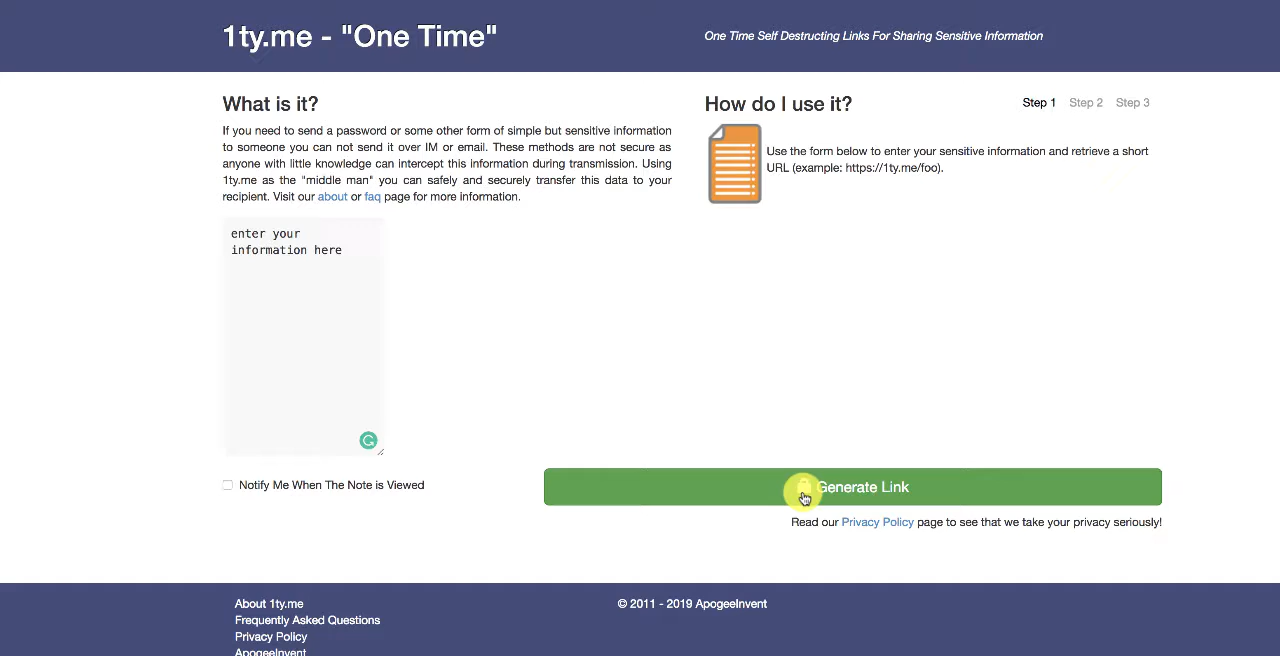 1ty.me - "One Time"
One Time Self Destructing Links For Sharing Sensitive Information
What is it?
If you need to send a password or some other form of simple but sensitive information
to someone you can not send it over IM or email. These methods are not secure as
anyone with little knowledge can intercept this information during transmission. Using
1ty.me as the "middle man" you can safely and securely transfer this data to your
recipient. Visit our about or faq page for more information.
How do I use it?
Step 1 Step 2 Step 3
Use the form below to enter your sensitive information and retrieve a short
URL (example: https://1ty.me/foo).
enter your
information here
Notify Me When The Note is Viewed
Generate Link
Read our Privacy Policy page to see that we take your privacy seriously!
About 1ty.me
Frequently Asked Questions
Privacy Policy
ApogeeInvent
© 2011 - 2019 ApogeeInvent